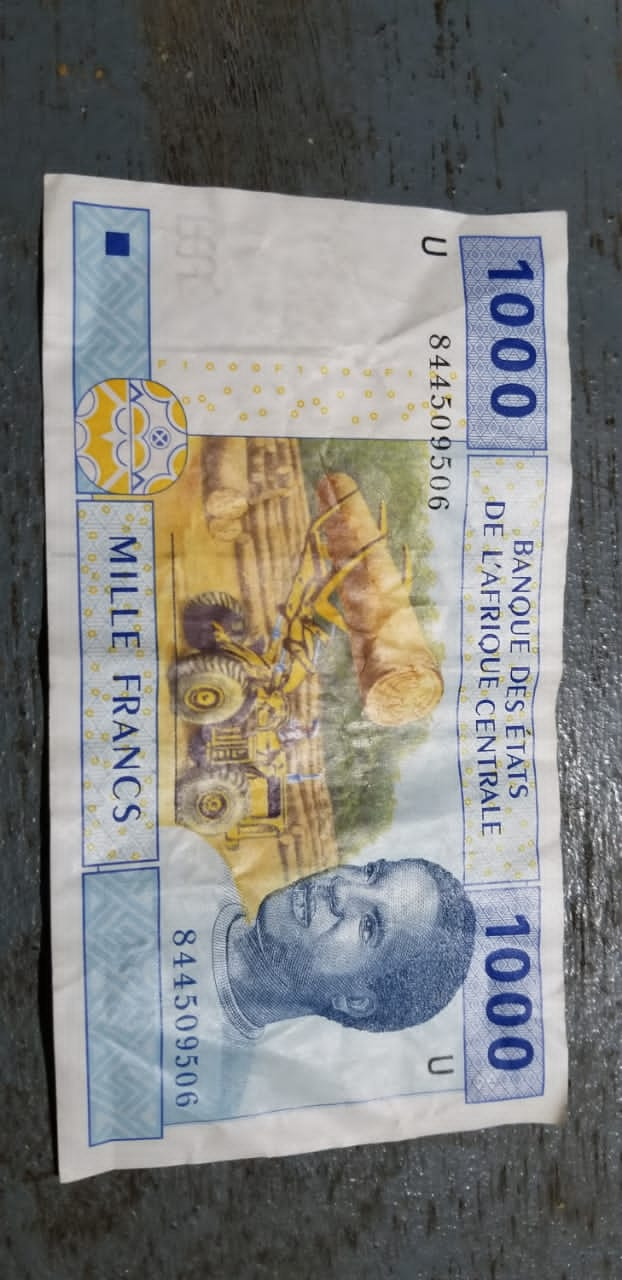 1000
BANQUE DES ÉTATS
DE L'AFRIQUE CENTRALE
1000
U
844509506
U
844509506
MILLE FRANCS